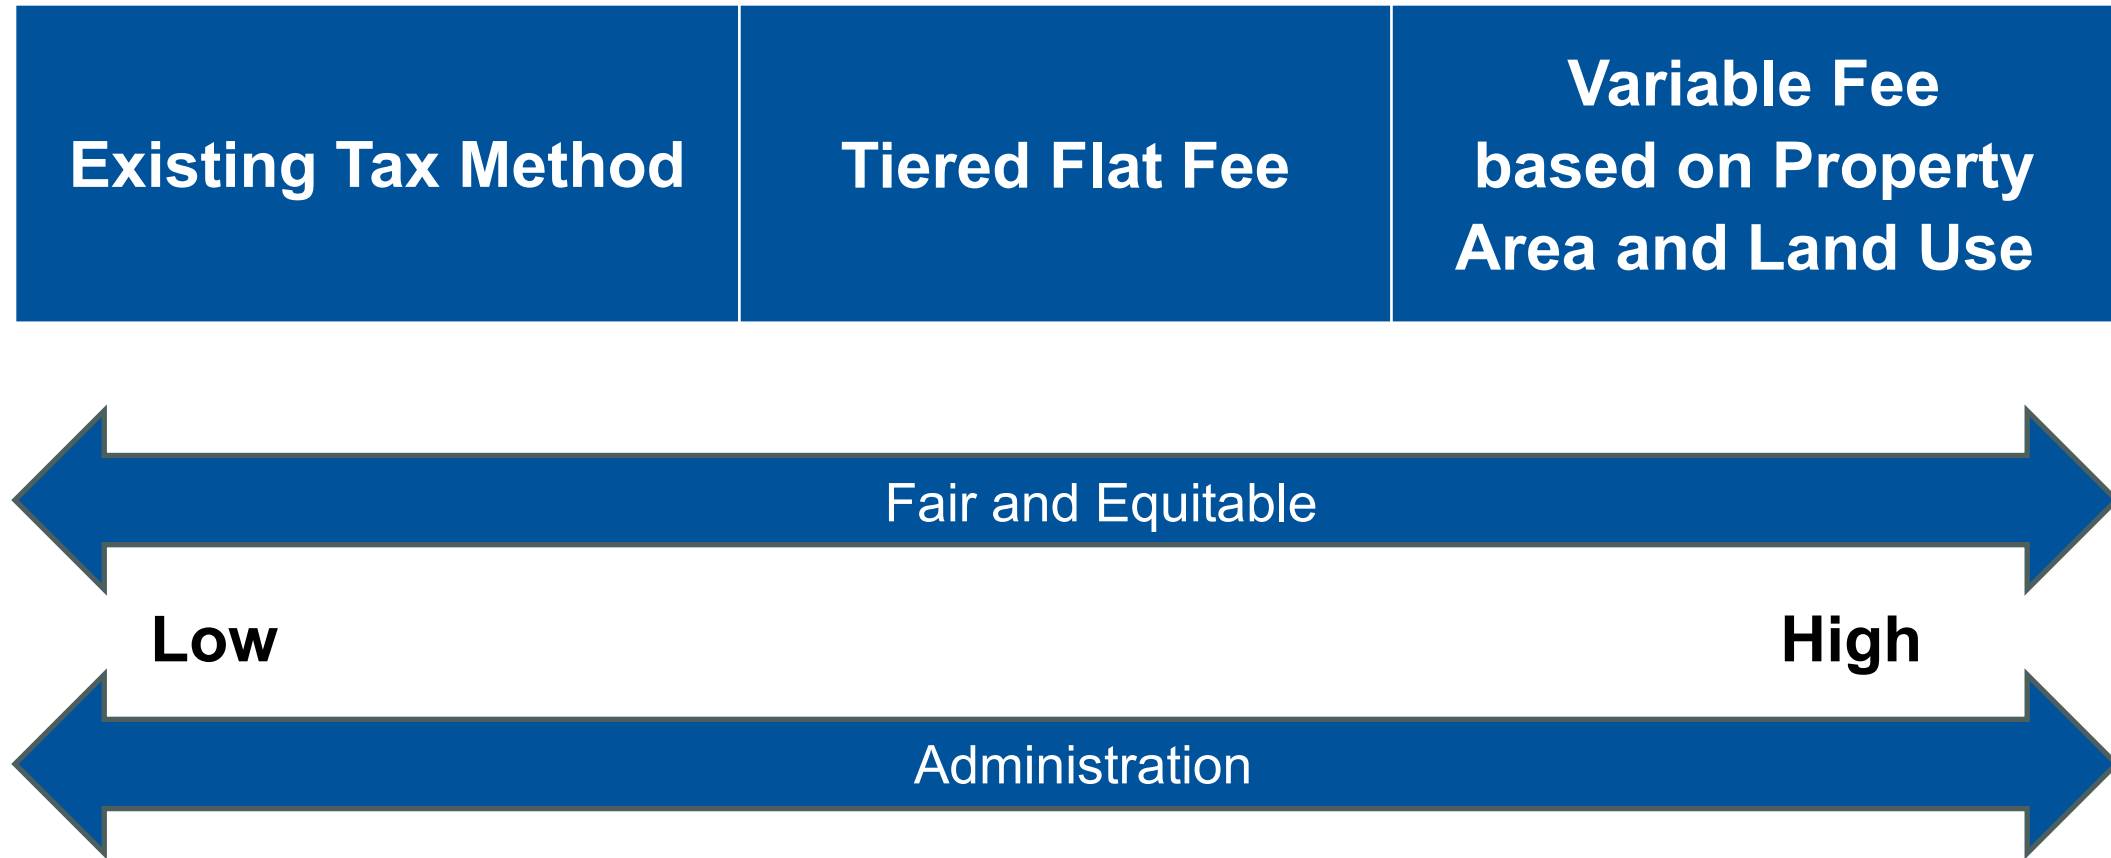 Existing Tax Method
Tiered Flat Fee
Variable Fee
based on Property
Area and Land Use
Fair and Equitable
Low
High
Administration